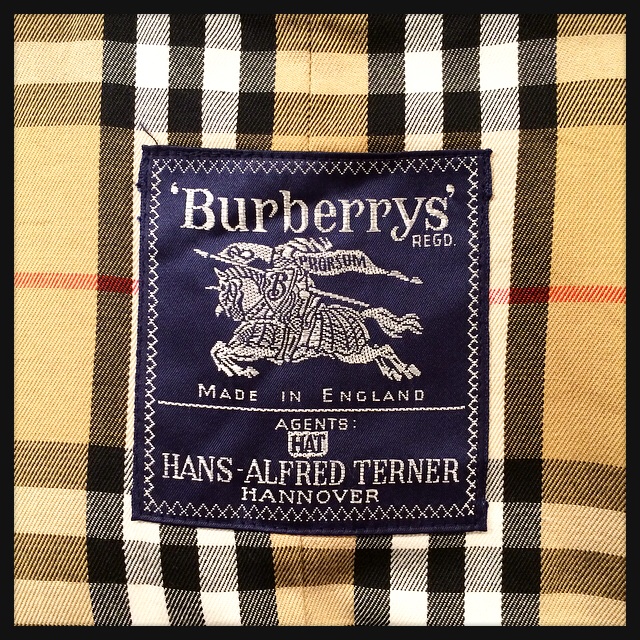 'Burberrys'
REGD.
PRORSUM
B
MADE IN ENGLAND
AGENTS:
HAT
HANS-ALFRED TERNER
HANNOVER